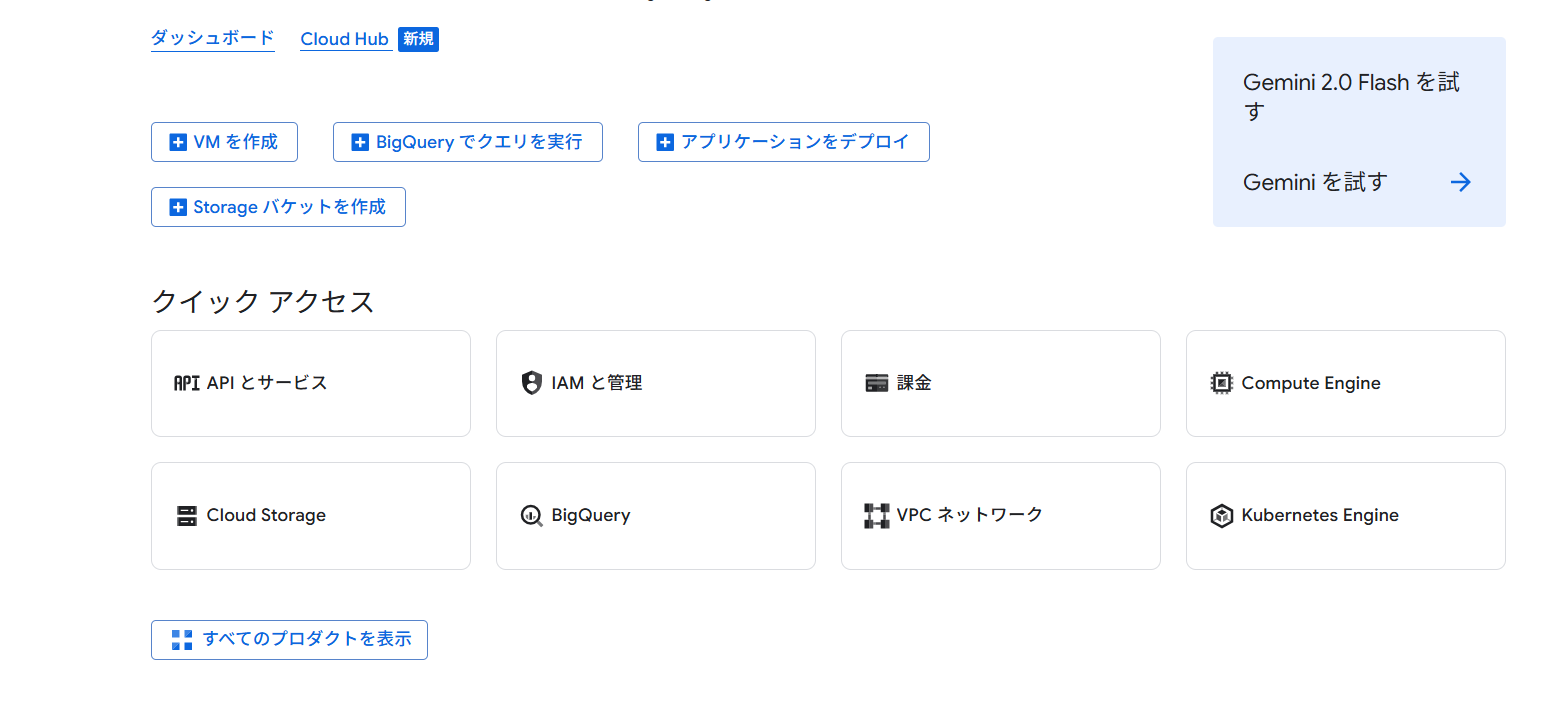 ダッシュボード
Cloud Hub 新規
Gemini 2.0 Flash を試
す
Gemini を試す
VM を作成
BigQuery でクエリを実行
アプリケーションをデプロイ
Storage バケットを作成
クイック アクセス
API API とサービス
IAM と管理
課金
Compute Engine
Cloud Storage
BigQuery
VPC ネットワーク
Kubernetes Engine
すべてのプロダクトを表示